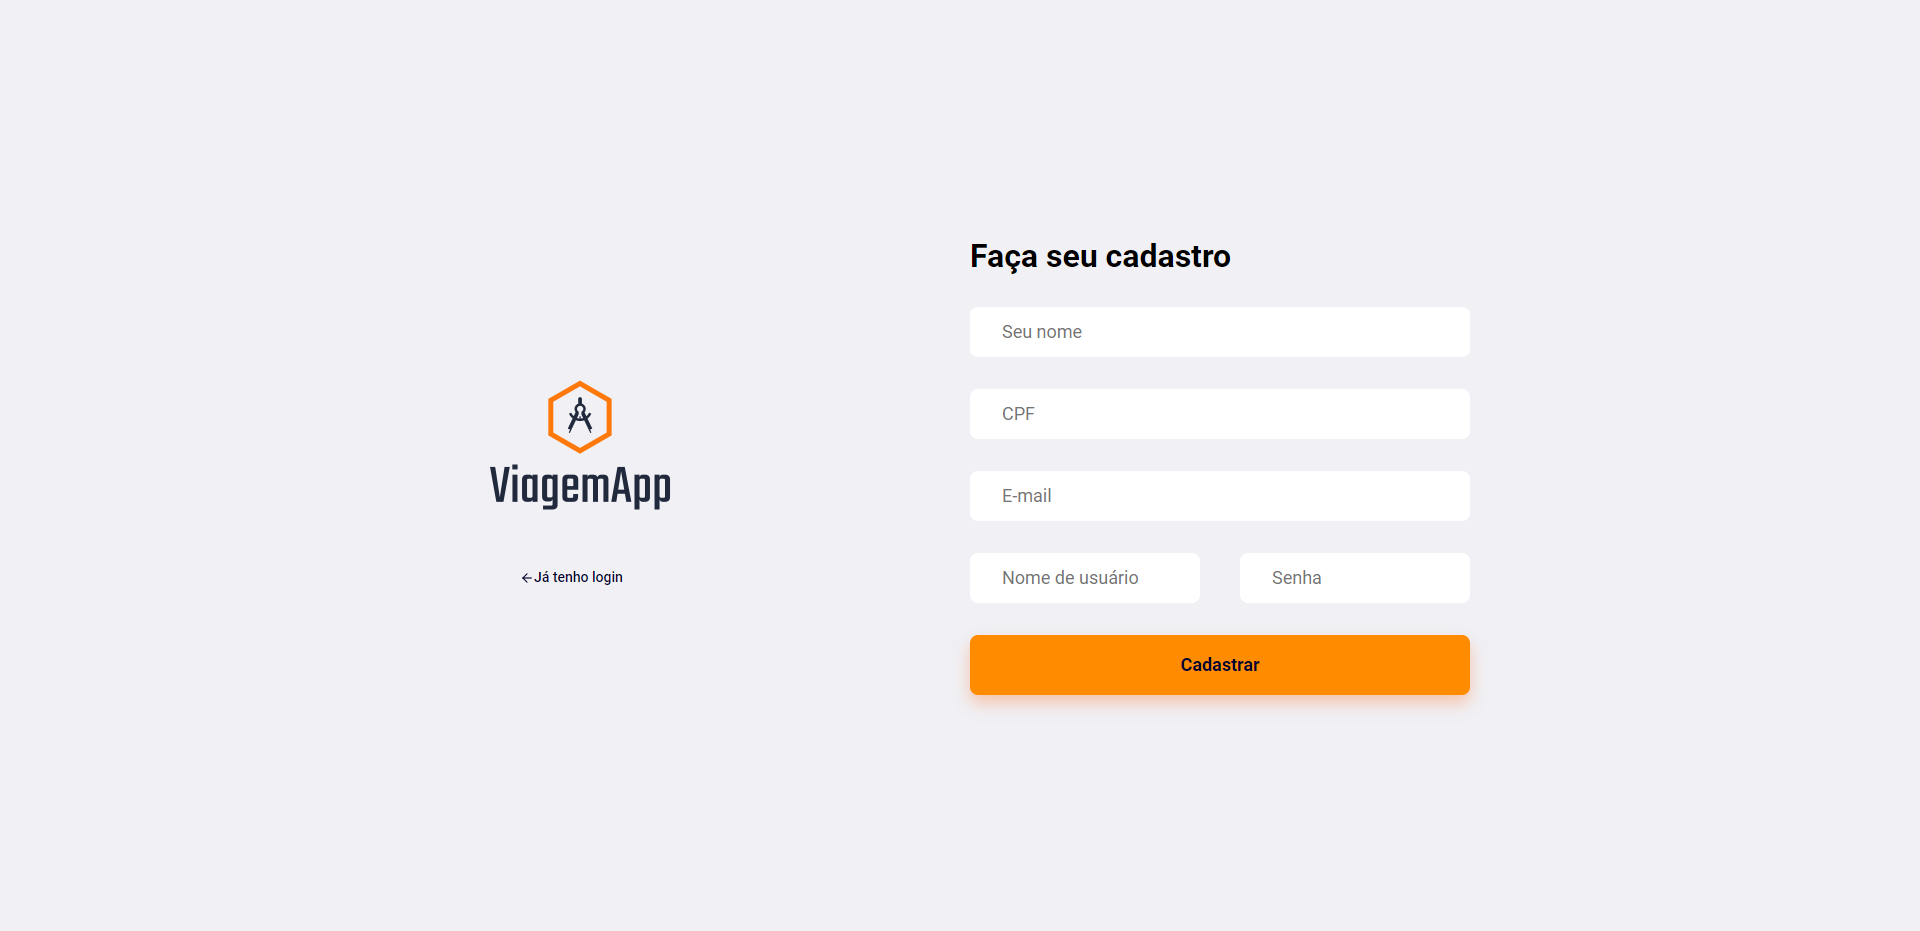 ViagemApp
Já tenho login
Faça seu cadastro
Seu nome
CPF
E-mail
Nome de usuário
Senha
Cadastrar